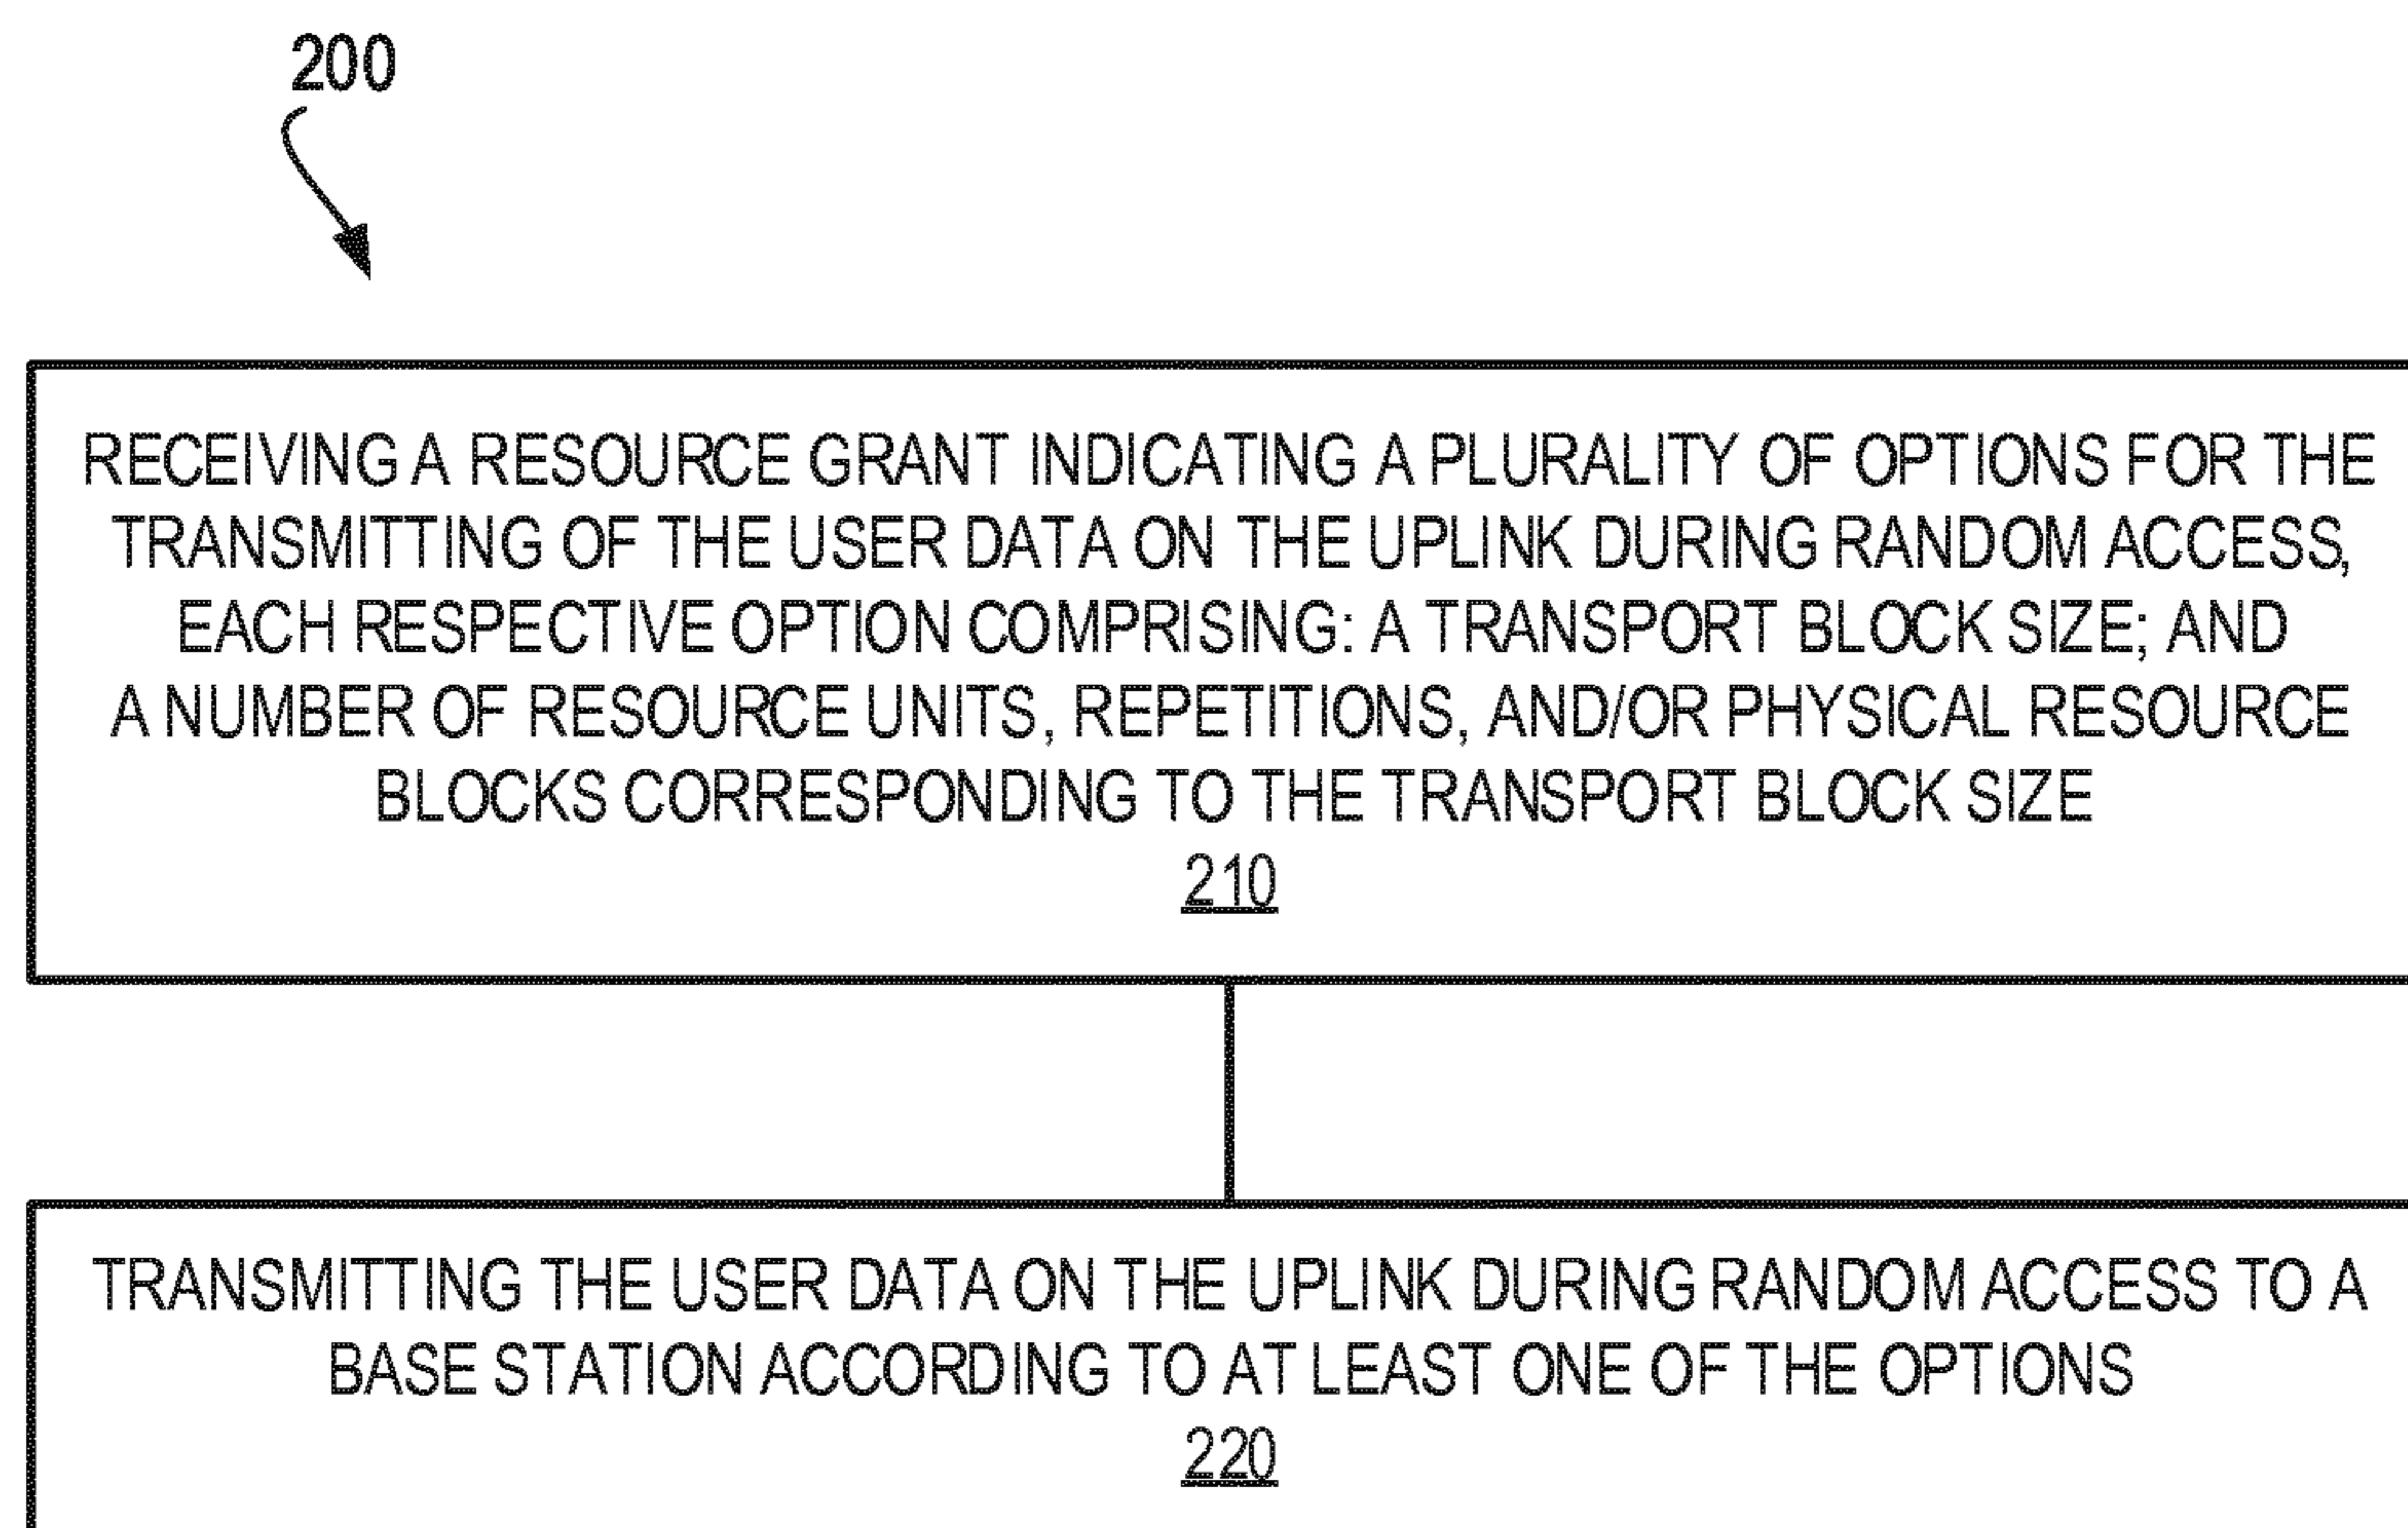 200
RECEIVING A RESOURCE GRANT INDICATING A PLURALITY OF OPTIONS FOR THE
TRANSMITTING OF THE USER DATA ON THE UPLINK DURING RANDOM ACCESS,
EACH RESPECTIVE OPTION COMPRISING: A TRANSPORT BLOCK SIZE; AND
A NUMBER OF RESOURCE UNITS, REPETITIONS, AND/OR PHYSICAL RESOURCE
BLOCKS CORRESPONDING TO THE TRANSPORT BLOCK SIZE
210
TRANSMITTING THE USER DATA ON THE UPLINK DURING RANDOM ACCESS TO A
BASE STATION ACCORDING TO AT LEAST ONE OF THE OPTIONS
220